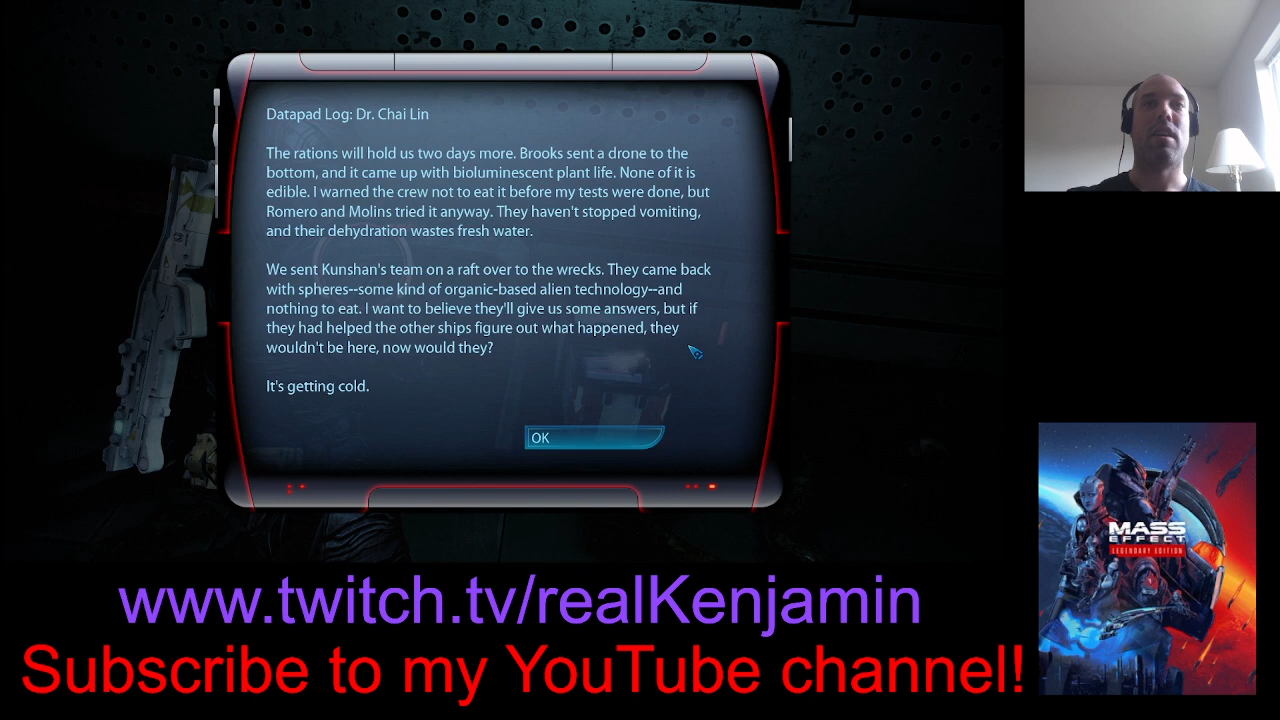 Datapad Log: Dr. Chai Lin
The rations will hold us two days more. Brooks sent a drone to the
bottom, and it came up with bioluminescent plant life. None of it is
edible. I warned the crew not to eat it before my tests were done, but
Romero and Molins tried it anyway. They haven't stopped vomiting,
and their dehydration wastes fresh water.
We sent Kunshan's team on a raft over to the wrecks. They came back
with spheres--some kind of organic-based alien technology--and
nothing to eat. I want to believe they'll give us some answers, but if
they had helped the other ships figure out what happened, they
wouldn't be here, now would they?
It's getting cold.
OK
MASS
EFFECT
LEGENDARY EDITION
www.twitch.tv/realKenjamin
Subscribe to my YouTube channel!